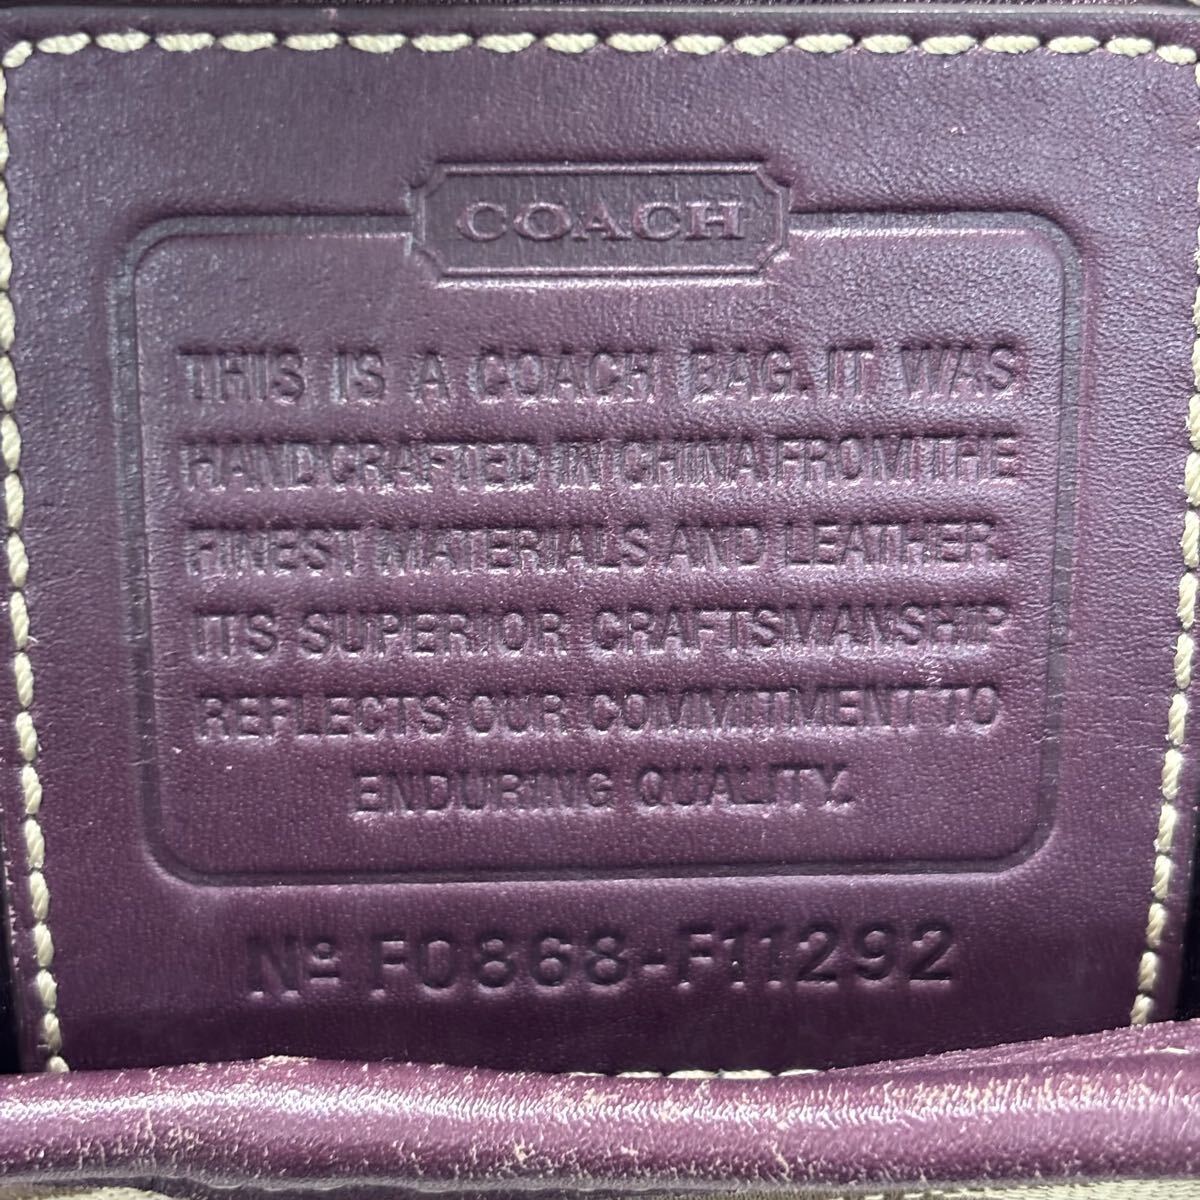 COACH
THIS IS A COACH BAG. IT WAS
HANDCRAFTED IN CHINA FROM THE
FINEST MATERIALS AND LEATHER.
ITS SUPERIOR CRAFTSMANSHIP
REFLECTS OUR COMMITMENT TO
ENDURING QUALITY.
Nº F0868-F11292